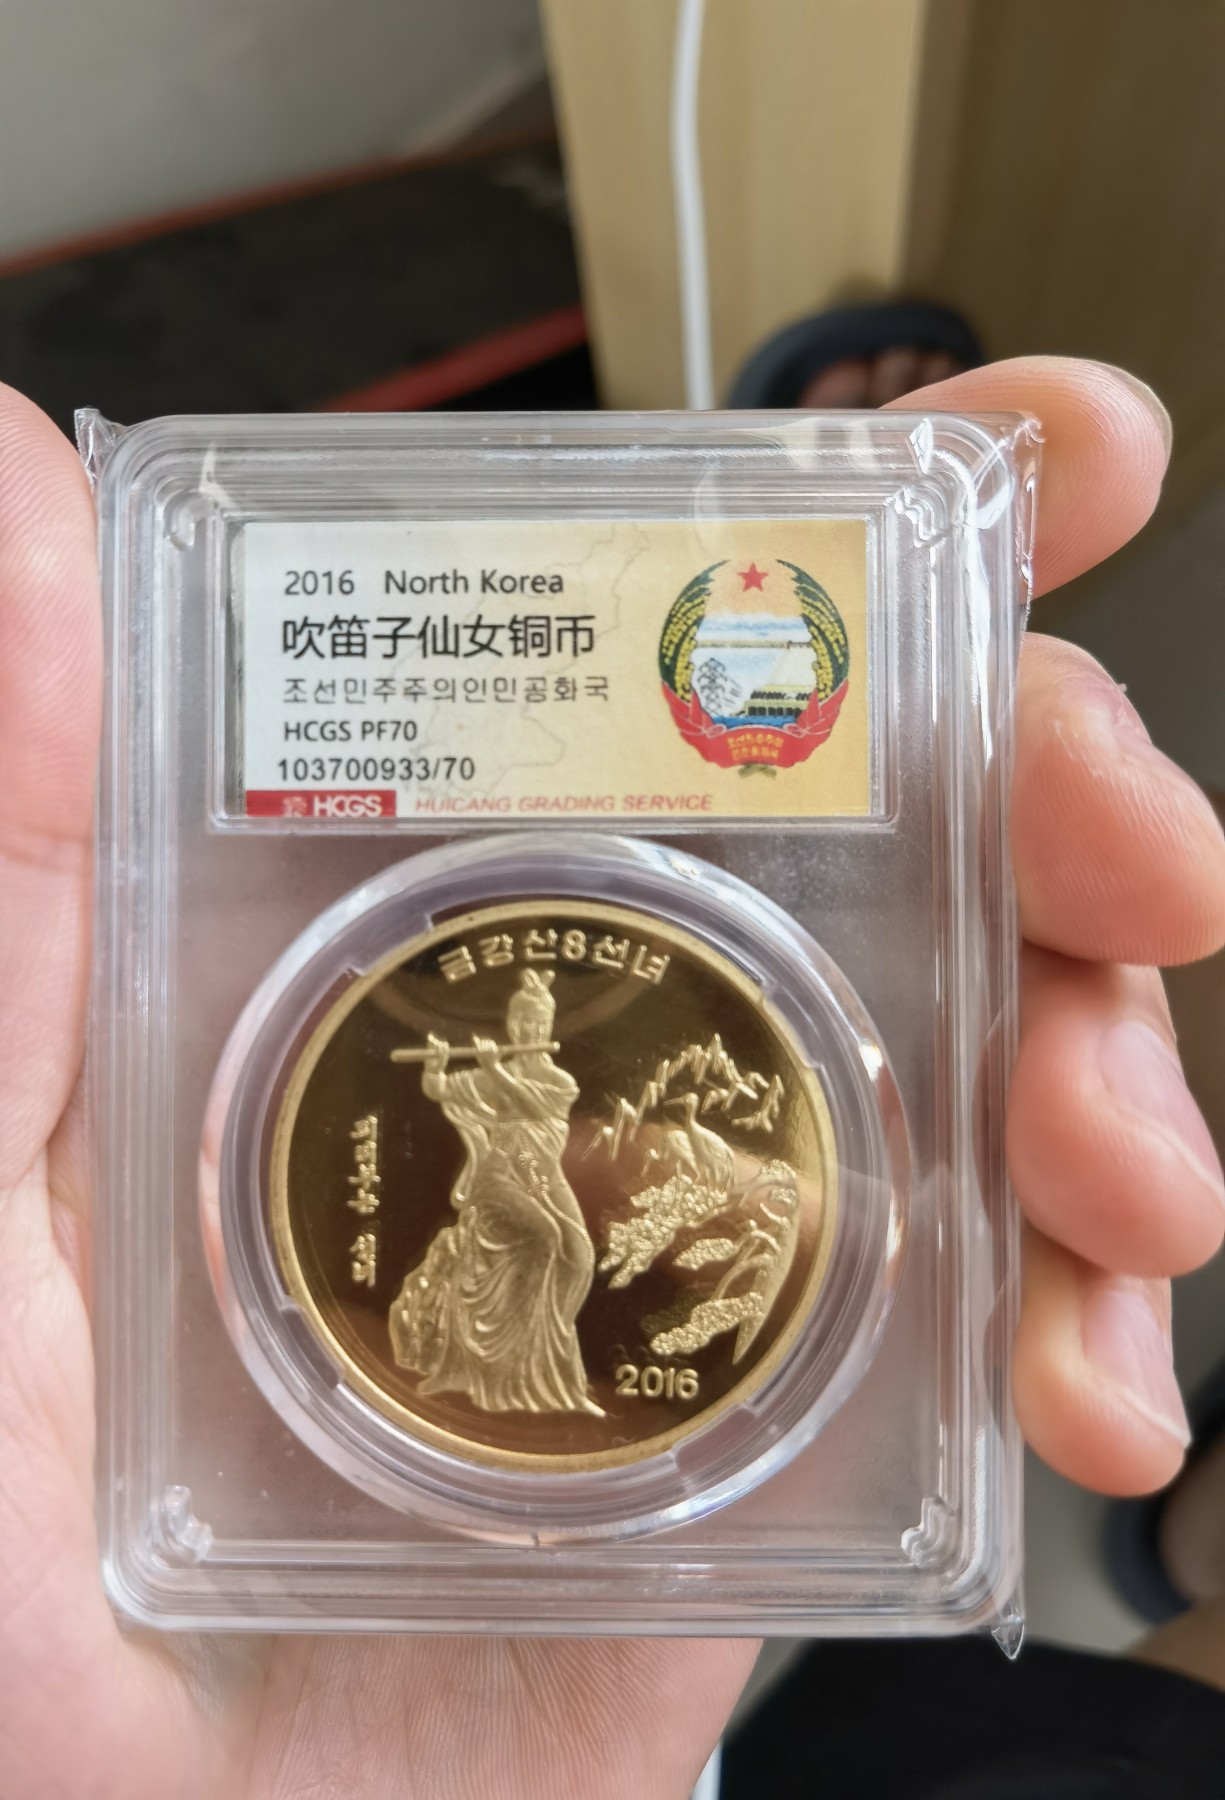 2016 North Korea
吹笛子仙女铜币
조선민주주의인민공화국
HCGS PF70
103700933/70
HCGS HUICANG GRADING SERVICE
금강산8선녀
2016